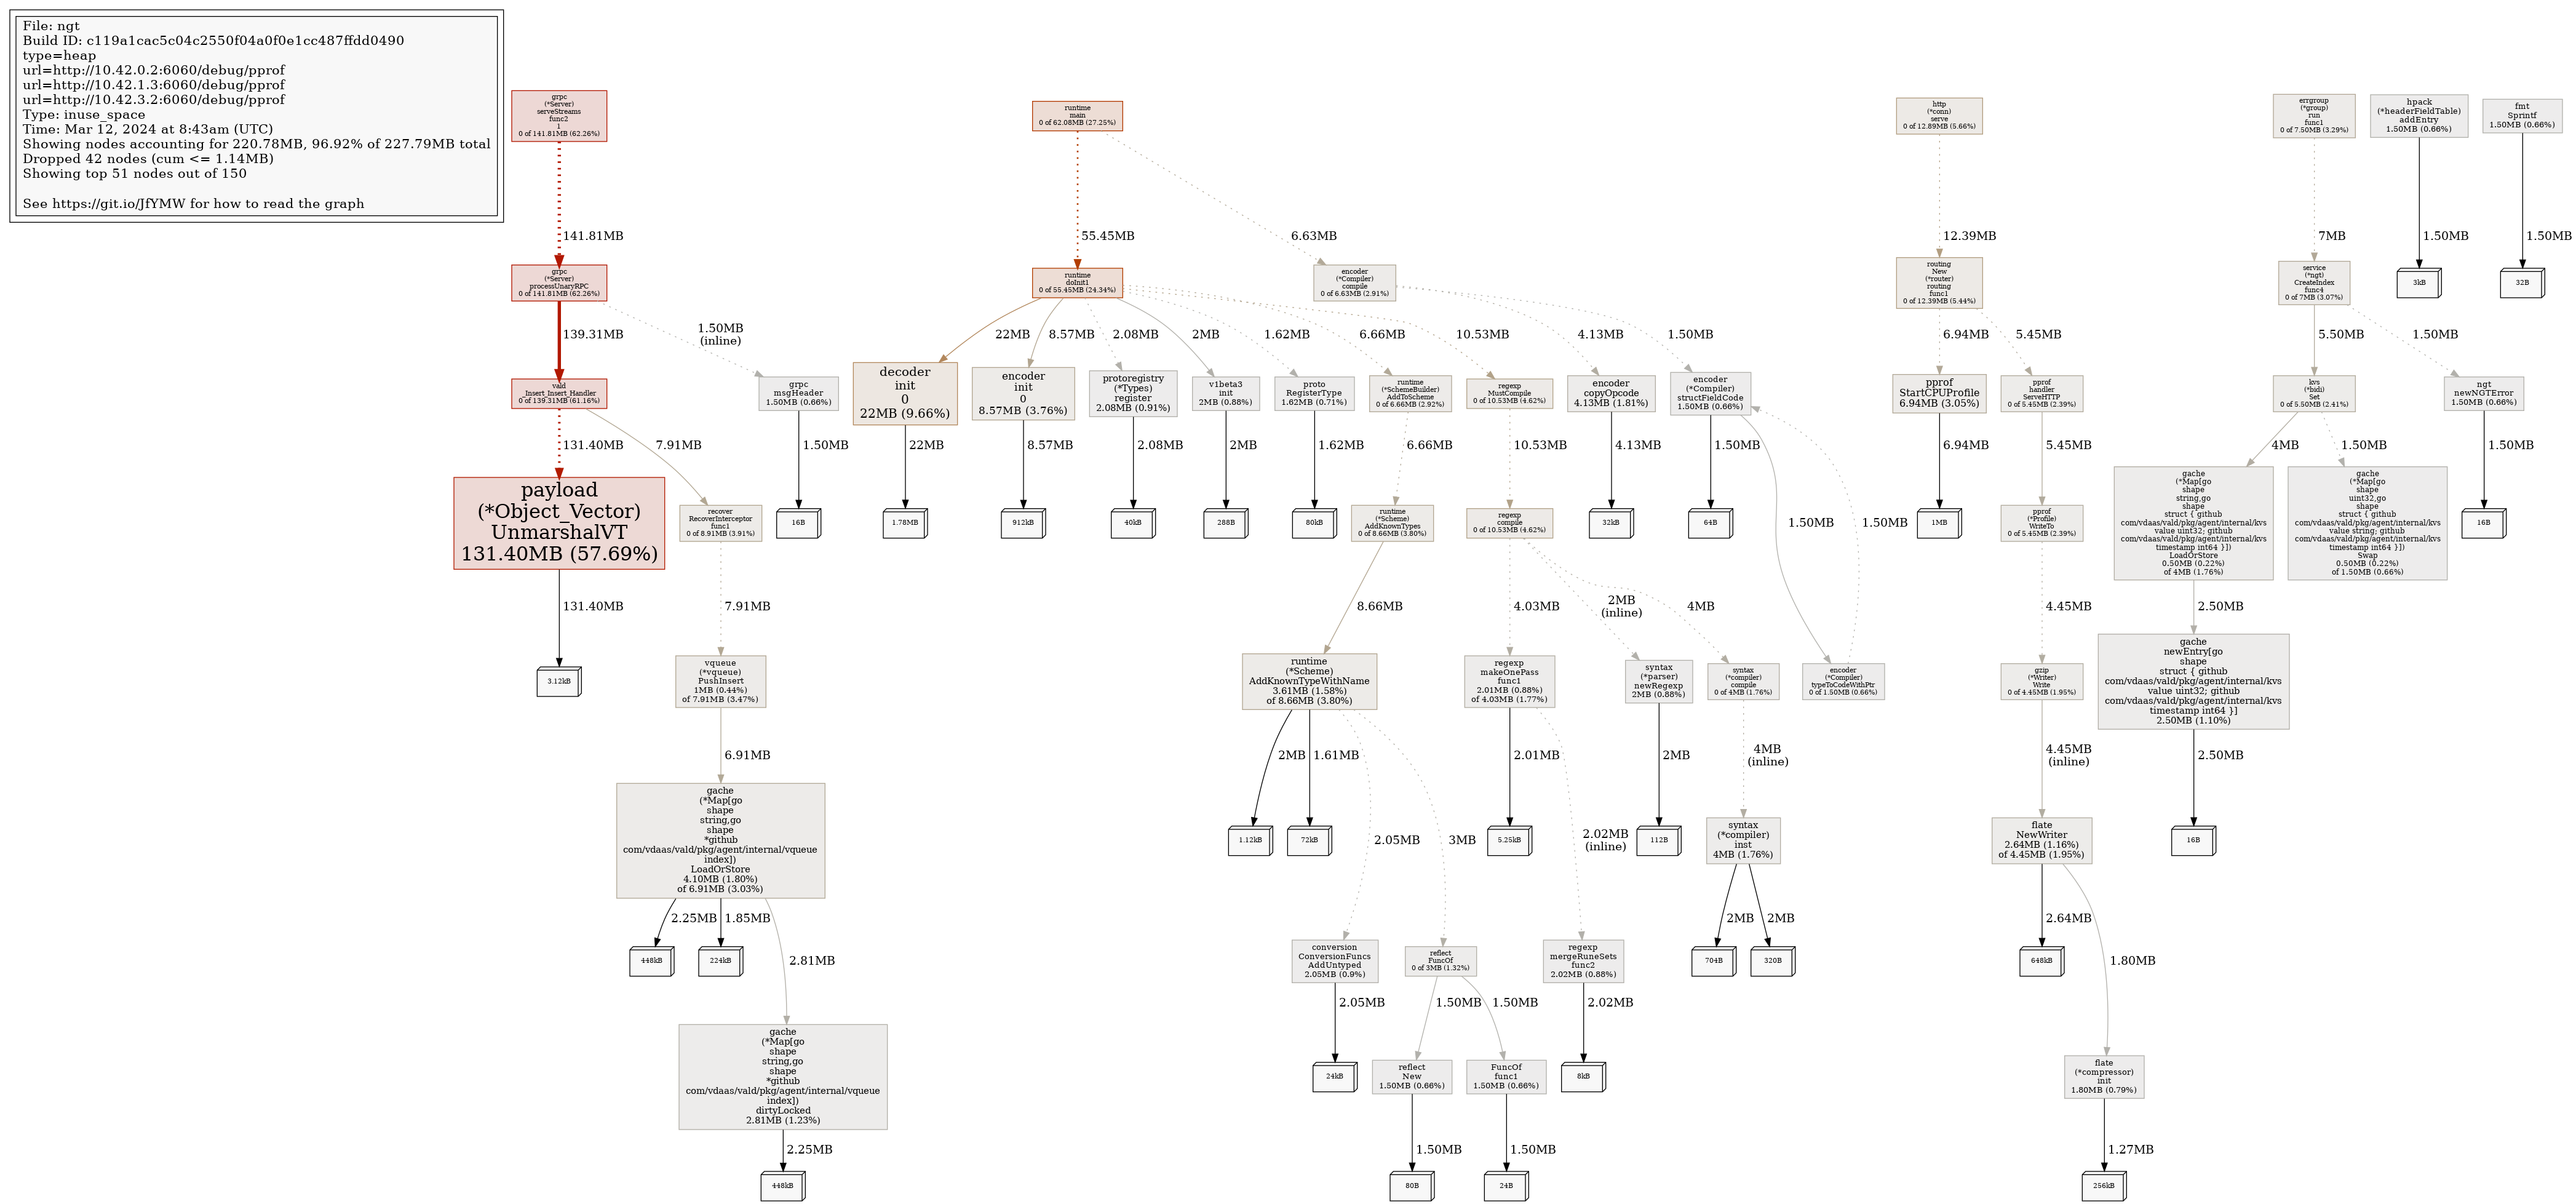 File: ngt
Build ID: c119a1cac5c04c2550f04a0f0e1cc487ffdd0490
type=heap
url=http://10.42.0.2:6060/debug/pprof
url=http://10.42.1.3:6060/debug/pprof
url=http://10.42.3.2:6060/debug/pprof
Type: inuse_space
Time: Mar 12, 2024 at 8:43am (UTC)
Showing nodes accounting for 220.78MB, 96.92% of 227.79MB total
Dropped 42 nodes (cum <= 1.14MB)
Showing top 51 nodes out of 150
See https://git.io/JfYMW for how to read the graph
grpc
(*Server)
serveStreams
func2
1
0 of 141.81MB (62.26%)
runtime
main
0 of 62.08MB (27.25%)
http
(*conn)
serve
0 of 12.89MB (5.66%)
errgroup
(*group)
run
func1
0 of 7.50MB (3.29%)
hpack
(*headerFieldTable)
addEntry
1.50MB (0.66%)
fmt
Sprintf
1.50MB (0.66%)
141.81MB
55.45MB
6.63MB
12.39MB
7MB
1.50MB
1.50MB
grpc
(*Server)
processUnaryRPC
0 of 141.81MB (62.26%)
runtime
doInit1
0 of 55.45MB (24.34%)
encoder
(*Compiler)
compile
0 of 6.63MB (2.91%)
routing
New
(*router)
routing
func1
0 of 12.39MB (5.44%)
service
(*ngt)
CreateIndex
func4
0 of 7MB (3.07%)
3kB
32B
139.31MB
1.50MB
(inline)
22MB
8.57MB
2.08MB
2MB
1.62MB
6.66MB
10.53MB
4.13MB
1.50MB
6.94MB
5.45MB
5.50MB
1.50MB
vald
_Insert_Insert_Handler
0 of 139.31MB (61.16%)
grpc
msgHeader
1.50MB (0.66%)
decoder
init
0
22MB (9.66%)
encoder
init
0
8.57MB (3.76%)
protoregistry
(*Types)
register
2.08MB (0.91%)
v1beta3
init
2MB (0.88%)
proto
RegisterType
1.62MB (0.71%)
runtime
(*SchemeBuilder)
AddToScheme
0 of 6.66MB (2.92%)
regexp
MustCompile
0 of 10.53MB (4.62%)
encoder
copyOpcode
4.13MB (1.81%)
encoder
(*Compiler)
structFieldCode
1.50MB (0.66%)
pprof
StartCPUProfile
6.94MB (3.05%)
pprof
handler
ServeHTTP
0 of 5.45MB (2.39%)
kvs
(*bidi)
Set
0 of 5.50MB (2.41%)
ngt
newNGTError
1.50MB (0.66%)
131.40MB
7.91MB
1.50MB
22MB
8.57MB
2.08MB
2MB
1.62MB
6.66MB
10.53MB
4.13MB
1.50MB
6.94MB
5.45MB
4MB
1.50MB
1.50MB
payload
(*Object_Vector)
UnmarshalVT
131.40MB (57.69%)
recover
RecoverInterceptor
func1
0 of 8.91MB (3.91%)
16B
1.78MB
912kB
40kB
288B
80kB
runtime
(*Scheme)
AddKnownTypes
0 of 8.66MB (3.80%)
regexp
compile
0 of 10.53MB (4.62%)
32kB
64B
1.50MB
1.50MB
1MB
pprof
(*Profile)
WriteTo
0 of 5.45MB (2.39%)
gache
(*Map[go
shape
string,go
shape
struct { github
com/vdaas/vald/pkg/agent/internal/kvs
value uint32; github
com/vdaas/vald/pkg/agent/internal/kvs
timestamp int64 }])
LoadOrStore
0.50MB (0.22%)
of 4MB (1.76%)
gache
(*Map[go
shape
uint32,go
shape
struct { github
com/vdaas/vald/pkg/agent/internal/kvs
value string; github
com/vdaas/vald/pkg/agent/internal/kvs
timestamp int64 }])
Swap
0.50MB (0.22%)
of 1.50MB (0.66%)
16B
131.40MB
7.91MB
8.66MB
4.03MB
2MB
(inline)
4MB
4.45MB
2.50MB
3.12kB
vqueue
(*vqueue)
PushInsert
1MB (0.44%)
of 7.91MB (3.47%)
runtime
(*Scheme)
AddKnownTypeWithName
3.61MB (1.58%)
of 8.66MB (3.80%)
regexp
makeOnePass
func1
2.01MB (0.88%)
of 4.03MB (1.77%)
syntax
(*parser)
newRegexp
2MB (0.88%)
syntax
(*compiler)
compile
0 of 4MB (1.76%)
encoder
(*Compiler)
typeToCodeWithPtr
0 of 1.50MB (0.66%)
gzip
(*Writer)
Write
0 of 4.45MB (1.95%)
gache
newEntry[go
shape
struct { github
com/vdaas/vald/pkg/agent/internal/kvs
value uint32; github
com/vdaas/vald/pkg/agent/internal/kvs
timestamp int64 }]
2.50MB (1.10%)
6.91MB
2MB
1.61MB
2.05MB
3MB
2.01MB
2.02MB
(inline)
2MB
4MB
(inline)
4.45MB
(inline)
2.50MB
gache
(*Map[go
shape
string,go
shape
*github
com/vdaas/vald/pkg/agent/internal/vqueue
index])
LoadOrStore
4.10MB (1.80%)
of 6.91MB (3.03%)
1.12kB
72kB
5.25kB
112B
syntax
(*compiler)
inst
4MB (1.76%)
flate
NewWriter
2.64MB (1.16%)
of 4.45MB (1.95%)
16B
2.25MB
1.85MB
2.81MB
2MB
2MB
2.64MB
1.80MB
448kB
224kB
conversion
ConversionFuncs
AddUntyped
2.05MB (0.9%)
reflect
FuncOf
0 of 3MB (1.32%)
regexp
mergeRuneSets
func2
2.02MB (0.88%)
704B
320B
648kB
2.05MB
1.50MB
1.50MB
2.02MB
gache
(*Map[go
shape
string,go
shape
*github
com/vdaas/vald/pkg/agent/internal/vqueue
index])
dirtyLocked
2.81MB (1.23%)
24kB
reflect
New
1.50MB (0.66%)
FuncOf
func1
1.50MB (0.66%)
8kB
flate
(*compressor)
init
1.80MB (0.79%)
2.25MB
1.50MB
1.50MB
1.27MB
448kB
80B
24B
256kB